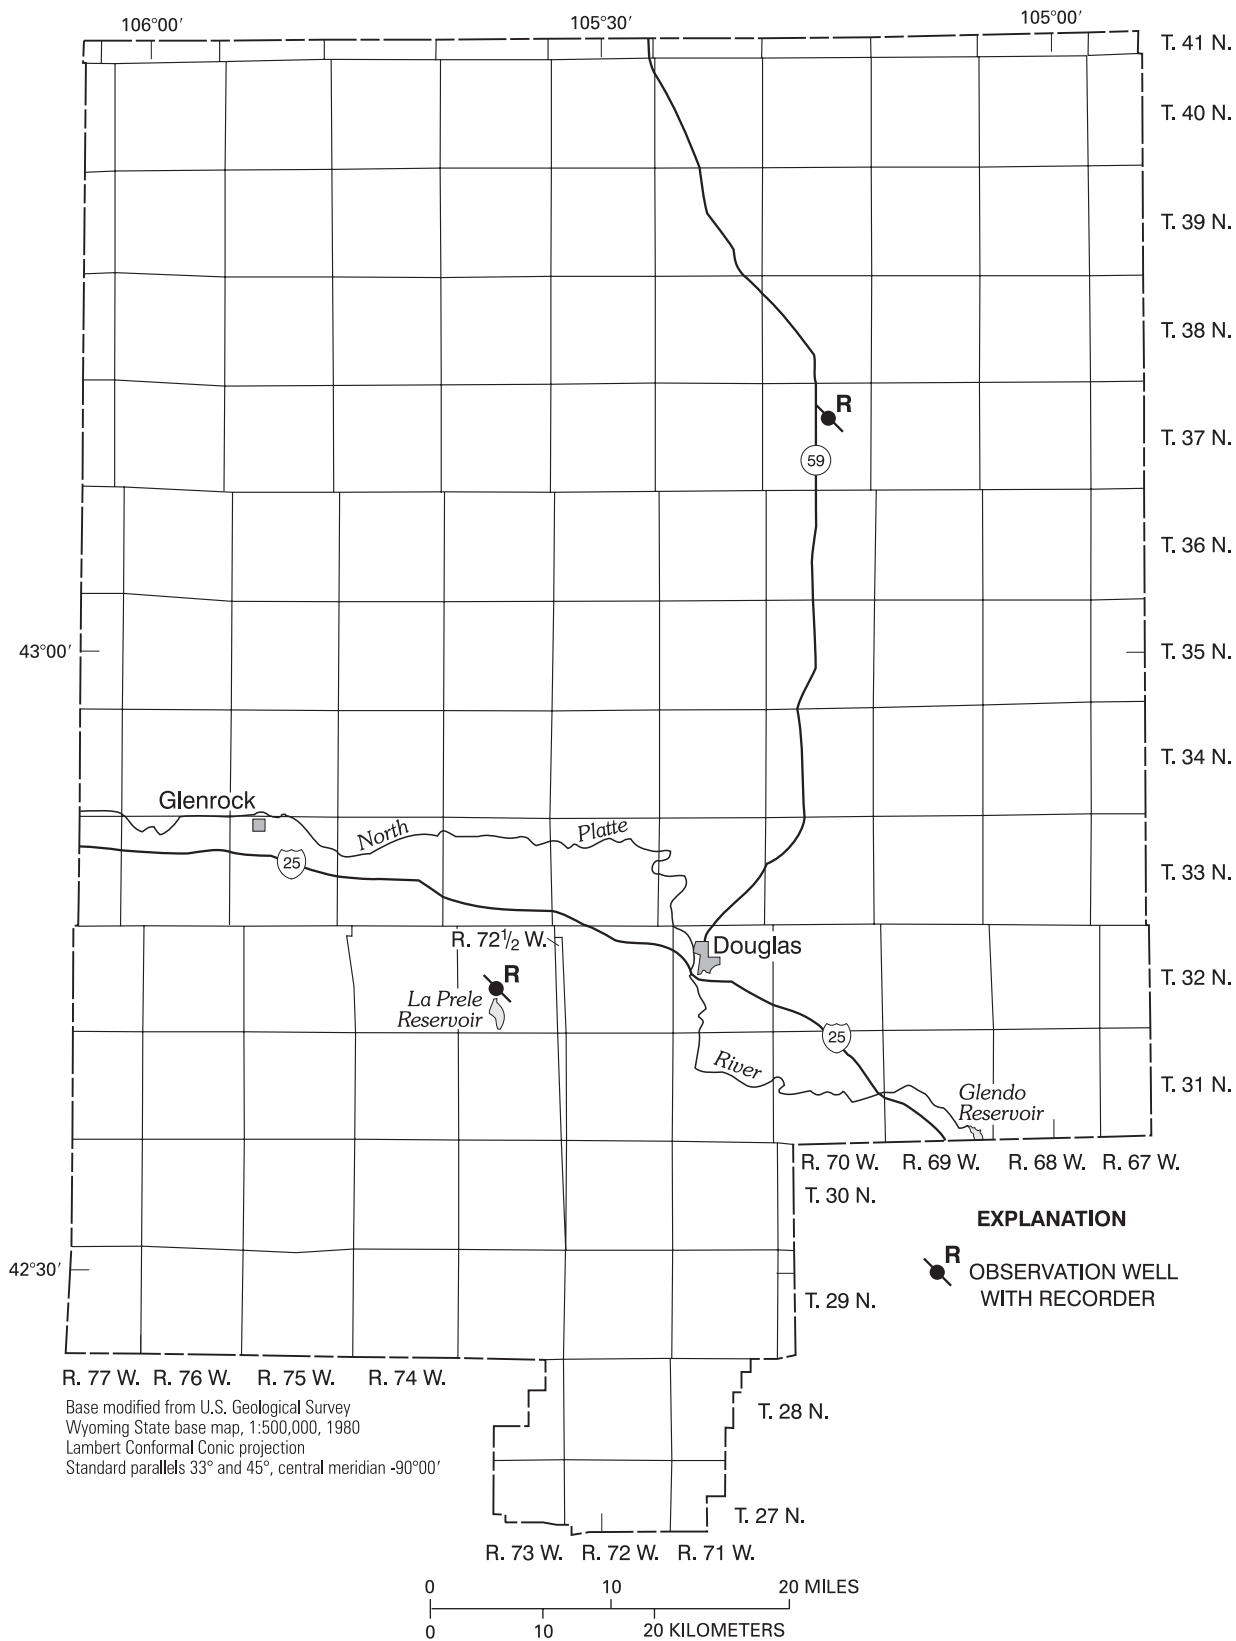 106°00′
105°30′
105°00′
T. 41 N.
T. 40 N.
T. 39 N.
T. 38 N.
R
T. 37 N.
59
T. 36 N.
43°00′
T. 35 N.
T. 34 N.
Glenrock
North
Platte
25
T. 33 N.
R. 72½ W.
Douglas
R
T. 32 N.
La Prele
Reservoir
25
River
T. 31 N.
Glendo
Reservoir
R. 70 W.
R. 69W.
R. 68 W.
R. 67 W.
T. 30 N.
EXPLANATION
42°30′
R
OBSERVATION WELL
WITH RECORDER
T. 29 N.
R. 77 W.
R. 76 W.
R. 75 W.
R. 74 W.
Base modified from U.S. Geological Survey
Wyoming State base map, 1:500,000, 1980
Lambert Conformal Conic projection
Standard parallels 33° and 45°, central meridian -90°00′
T. 28 N.
T. 27 N.
R. 73 W.
R. 72 W.
R. 71 W.
0 10 20 MILES
0 10 20 KILOMETERS